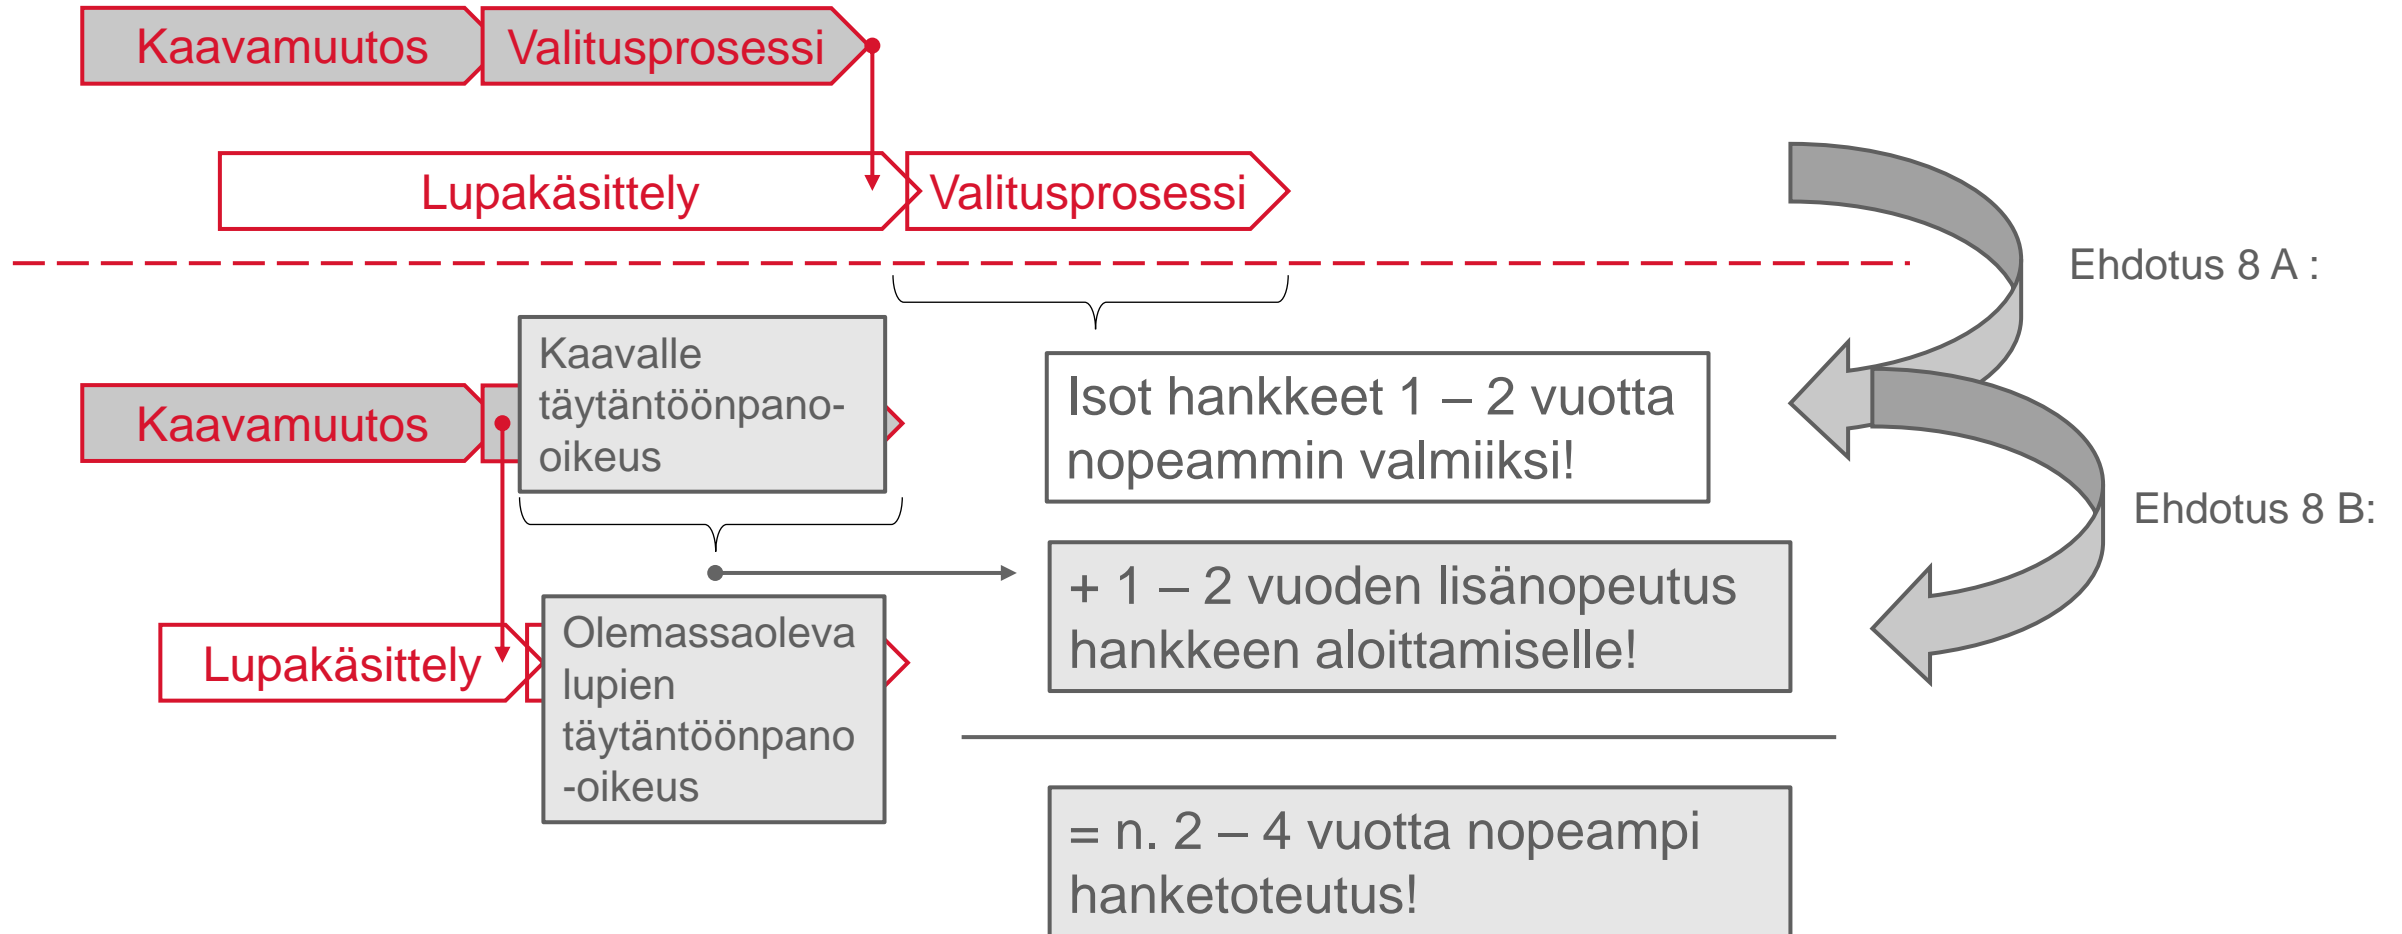 Kaavamuutos
Valitusprosessi
Lupakäsittely
Valitusprosessi
Ehdotus 8 A :
Kaavalle
täytäntöönpano-
oikeus
Kaavamuutos
Isot hankkeet 1 – 2 vuotta
nopeammin valmiiksi!
Ehdotus 8 B:
+ 1 – 2 vuoden lisänopeutus
hankkeen aloittamiselle!
Lupakäsittely
Olemassaoleva
lupien
täytäntöönpano
-oikeus
= n. 2 – 4 vuotta nopeampi
hanketoteutus!